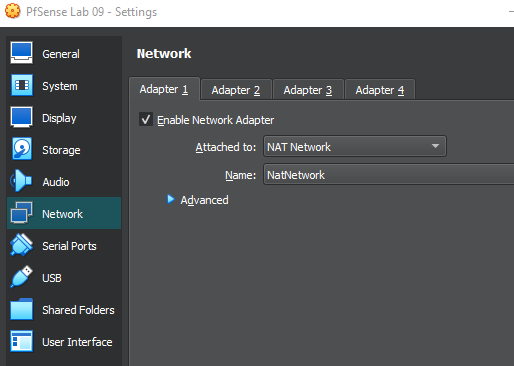 PfSense Lab 09 - Settings
General
System
Display
Storage
Audio
Network
Serial Ports
USB
Shared Folders
User Interface
Network
Adapter 1 Adapter 2 Adapter 3 Adapter 4
Enable Network Adapter
Attached to: NAT Network
Name: NatNetwork
Advanced